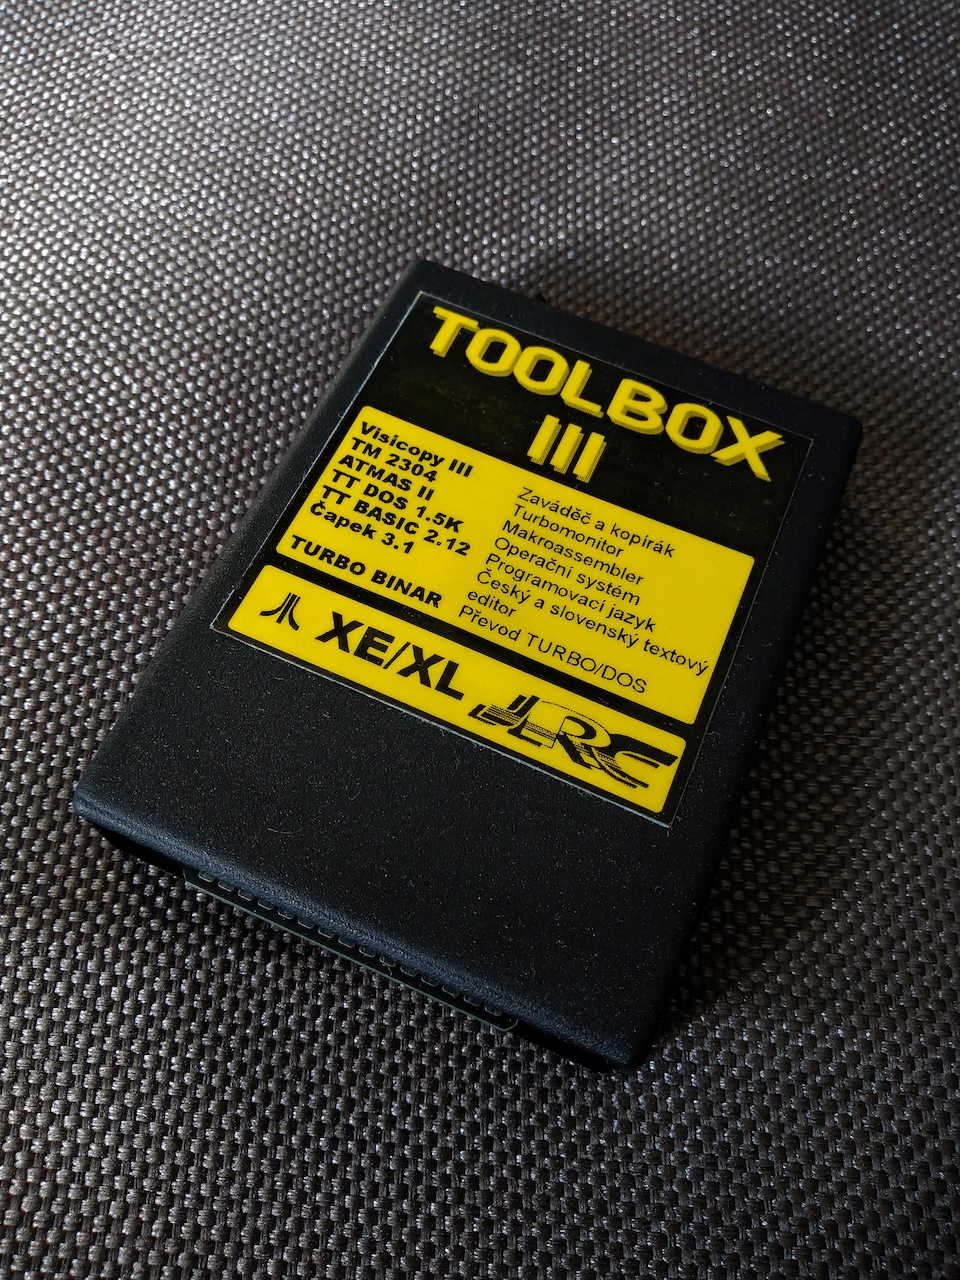 TOOLBOX
III
Visicopy III
TM 2304
ATMAS II
TT DOS 1.5K
TT BASIC 2.12
Čapek 3.1
TURBO BINAR
Zaváděč a kopírák
Turbomonitor
Makroassembler
Operační systém
Programovací jazyk
Český a slovenský textový
editor
Převod TURBO/DOS
XE/XL
JRC